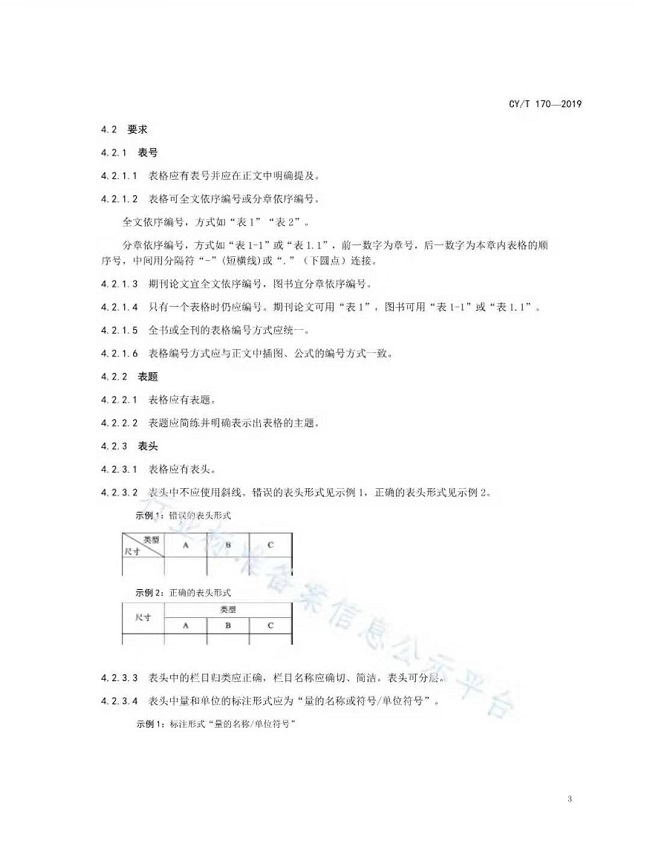 CY/T 170—2019
4.2 要求
4.2.1 表号
4.2.1.1 表格应有表号并应在正文中明确提及。
4.2.1.2 表格可全文依序编号或分章依序编号。
全文依序编号，方式如“表1”“表2”。
分章依序编号，方式如“表1-1”或“表1.1”，前一数字为章号，后一数字为本章内表格的顺
序号，中间用分隔符“-”(短横线)或“.”（下圆点）连接。
4.2.1.3 期刊论文宜全文依序编号，图书宜分章依序编号。
4.2.1.4 只有一个表格时仍应编号。期刊论文可用“表1”，图书可用“表1-1”或“表1.1”。
4.2.1.5 全书或全刊的表格编号方式应统一。
4.2.1.6 表格编号方式应与正文中插图、公式的编号方式一致。
4.2.2 表题
4.2.2.1 表格应有表题。
4.2.2.2 表题应简练并明确表示出表格的主题。
4.2.3 表头
4.2.3.1 表格应有表头。
4.2.3.2 表头中不应使用斜线。错误的表头形式见示例1，正确的表头形式见示例2。
示例1：错误的表头形式
类型
尺寸 A B C
示例2：正确的表头形式
尺寸 类型
A B C
4.2.3.3 表头中的栏目归类应正确，栏目名称应确切、简洁。表头可分层。
4.2.3.4 表头中量和单位的标注形式应为“量的名称或符号/单位符号”。
示例1：标注形式“量的名称/单位符号”
行业标准备案信息公示平台
3